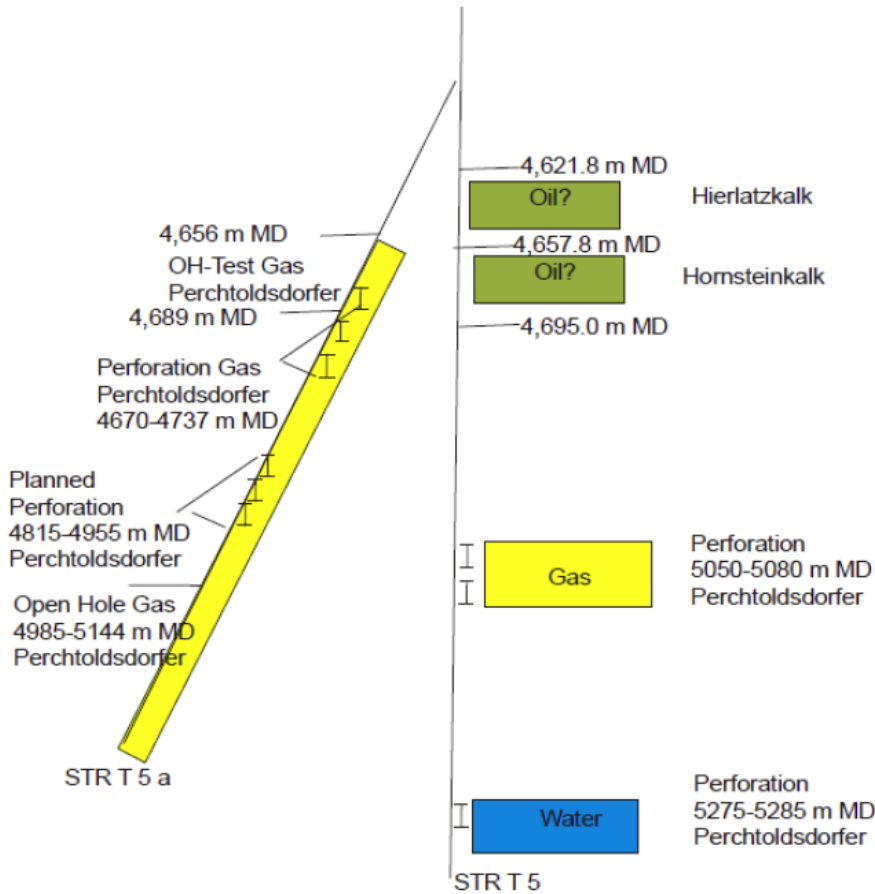 4,621.8 m MD
Oil?
Hierlatzkalk
4,656 m MD
4,657.8 m MD
OH-Test Gas
Perchtoldsdorfer
Oil?
Hornsteinkalk
4,689 m MD
4,695.0 m MD
Perforation Gas
Perchtoldsdorfer
4670-4737 m MD
Planned
Perforation
4815-4955 m MD
Perchtoldsdorfer
Perforation
5050-5080 m MD
Perchtoldsdorfer
Gas
Open Hole Gas
4985-5144 m MD
Perchtoldsdorfer
STR T 5 a
Perforation
5275-5285 m MD
Perchtoldsdorfer
Water
STR T 5